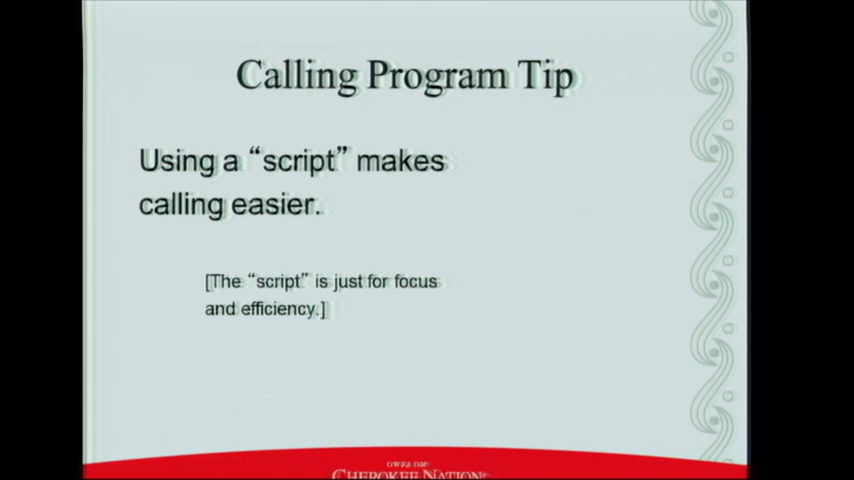 Calling Program Tip
Using a “script” makes
calling easier.
[The “script” is just for focus
and efficiency.]
CHEROKEE NATION